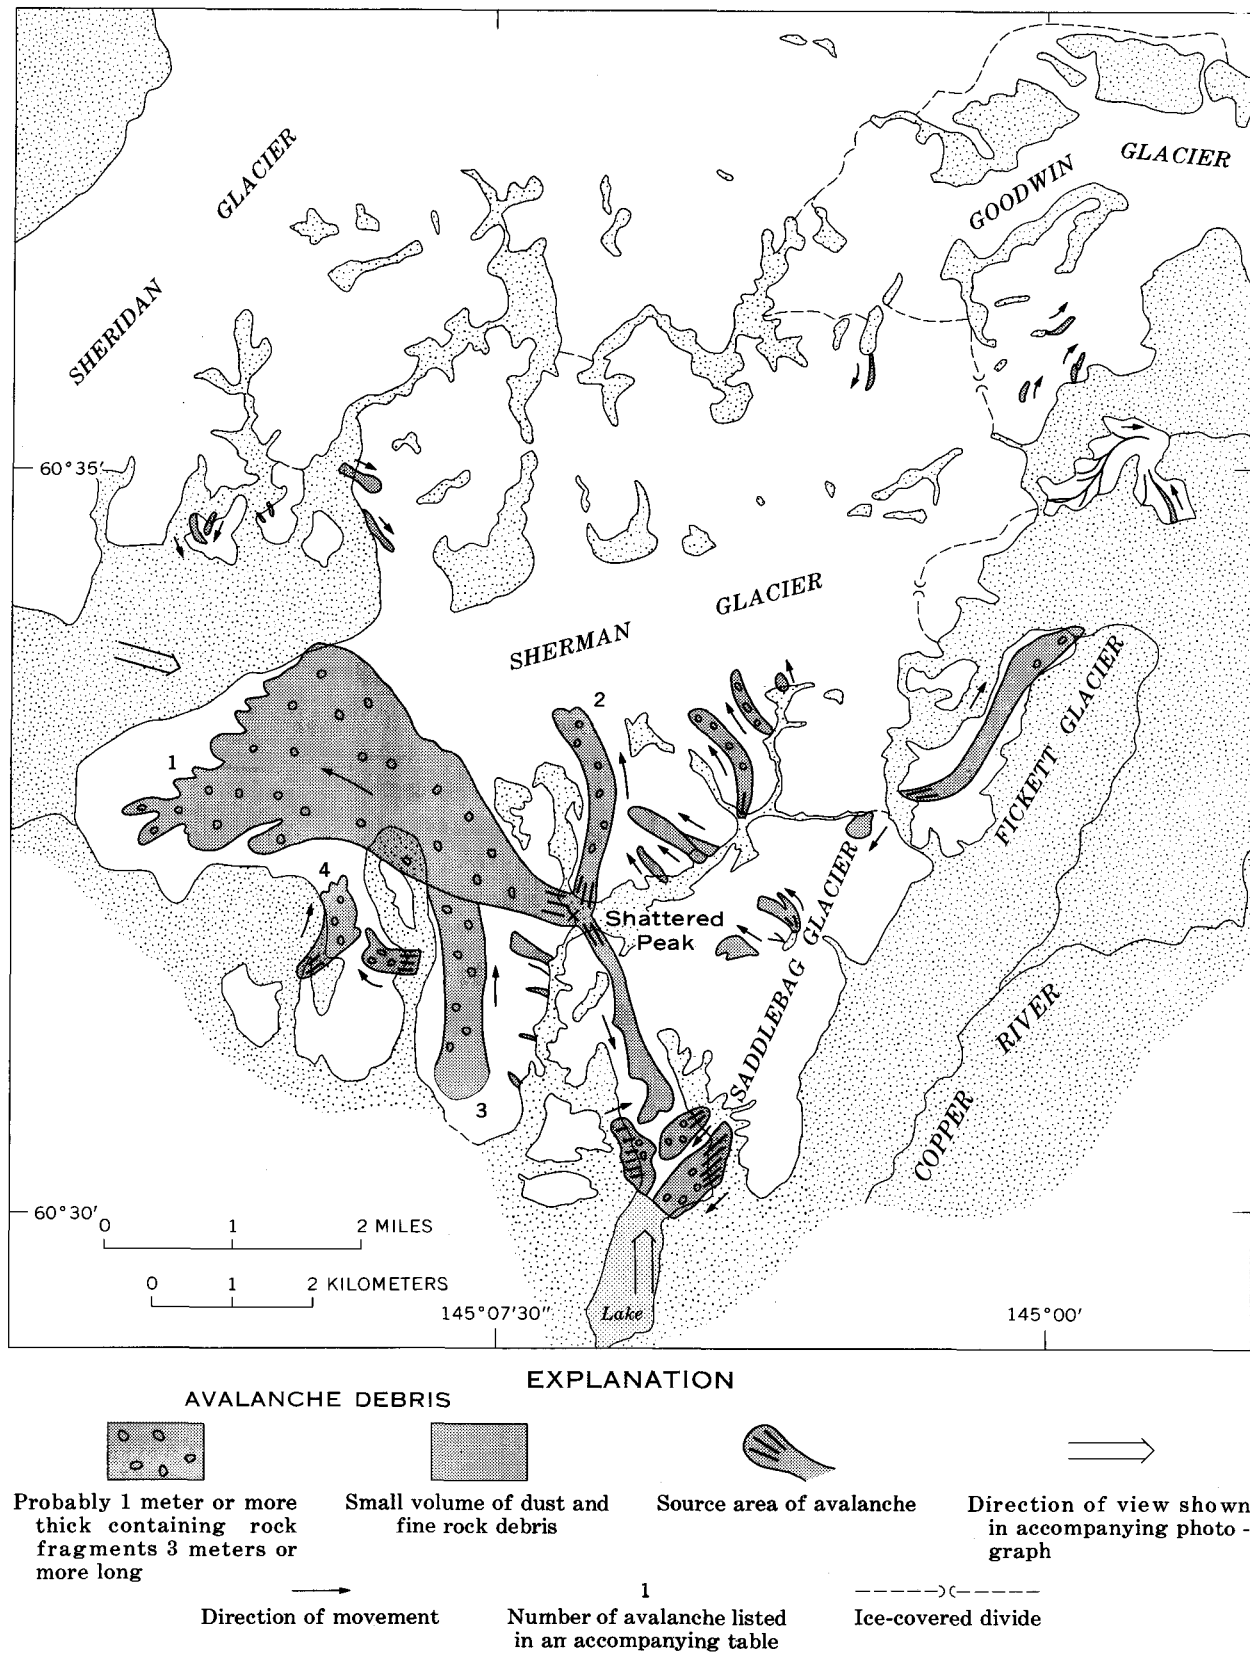 GLACIER
GLACIER
GOODWIN
SHERIDAN
60°35'
GLACIER
SHERMAN
2
GLACIER
1
FICKETT
4
Shattered
Peak
GLACIER
SADDLEBAG
RIVER
3
COPPER
60°30'
0 1 2 MILES
0 1 2 KILOMETERS
145°07'30"
Lake
145°00'
EXPLANATION
AVALANCHE DEBRIS
Probably 1 meter or more
thick containing rock
fragments 3 meters or
more long
Small volume of dust and
fine rock debris
Source area of avalanche
Direction of view shown
in accompanying photo -
graph
Direction of movement
1
Number of avalanche listed
in an accompanying table
Ice-covered divide